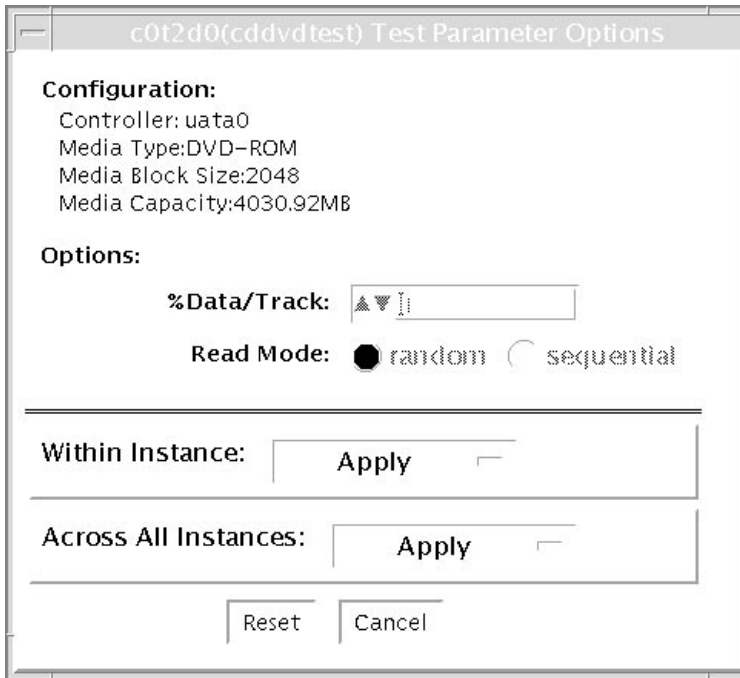 c0t2d0(cddvdtest) Test Parameter Options
Configuration:
Controller: uata0
Media Type:DVD-ROM
Media Block Size:2048
Media Capacity:4030.92MB
Options:
%Data/Track:
Read Mode: random sequential
Within Instance: Apply
Across All Instances: Apply
Reset Cancel